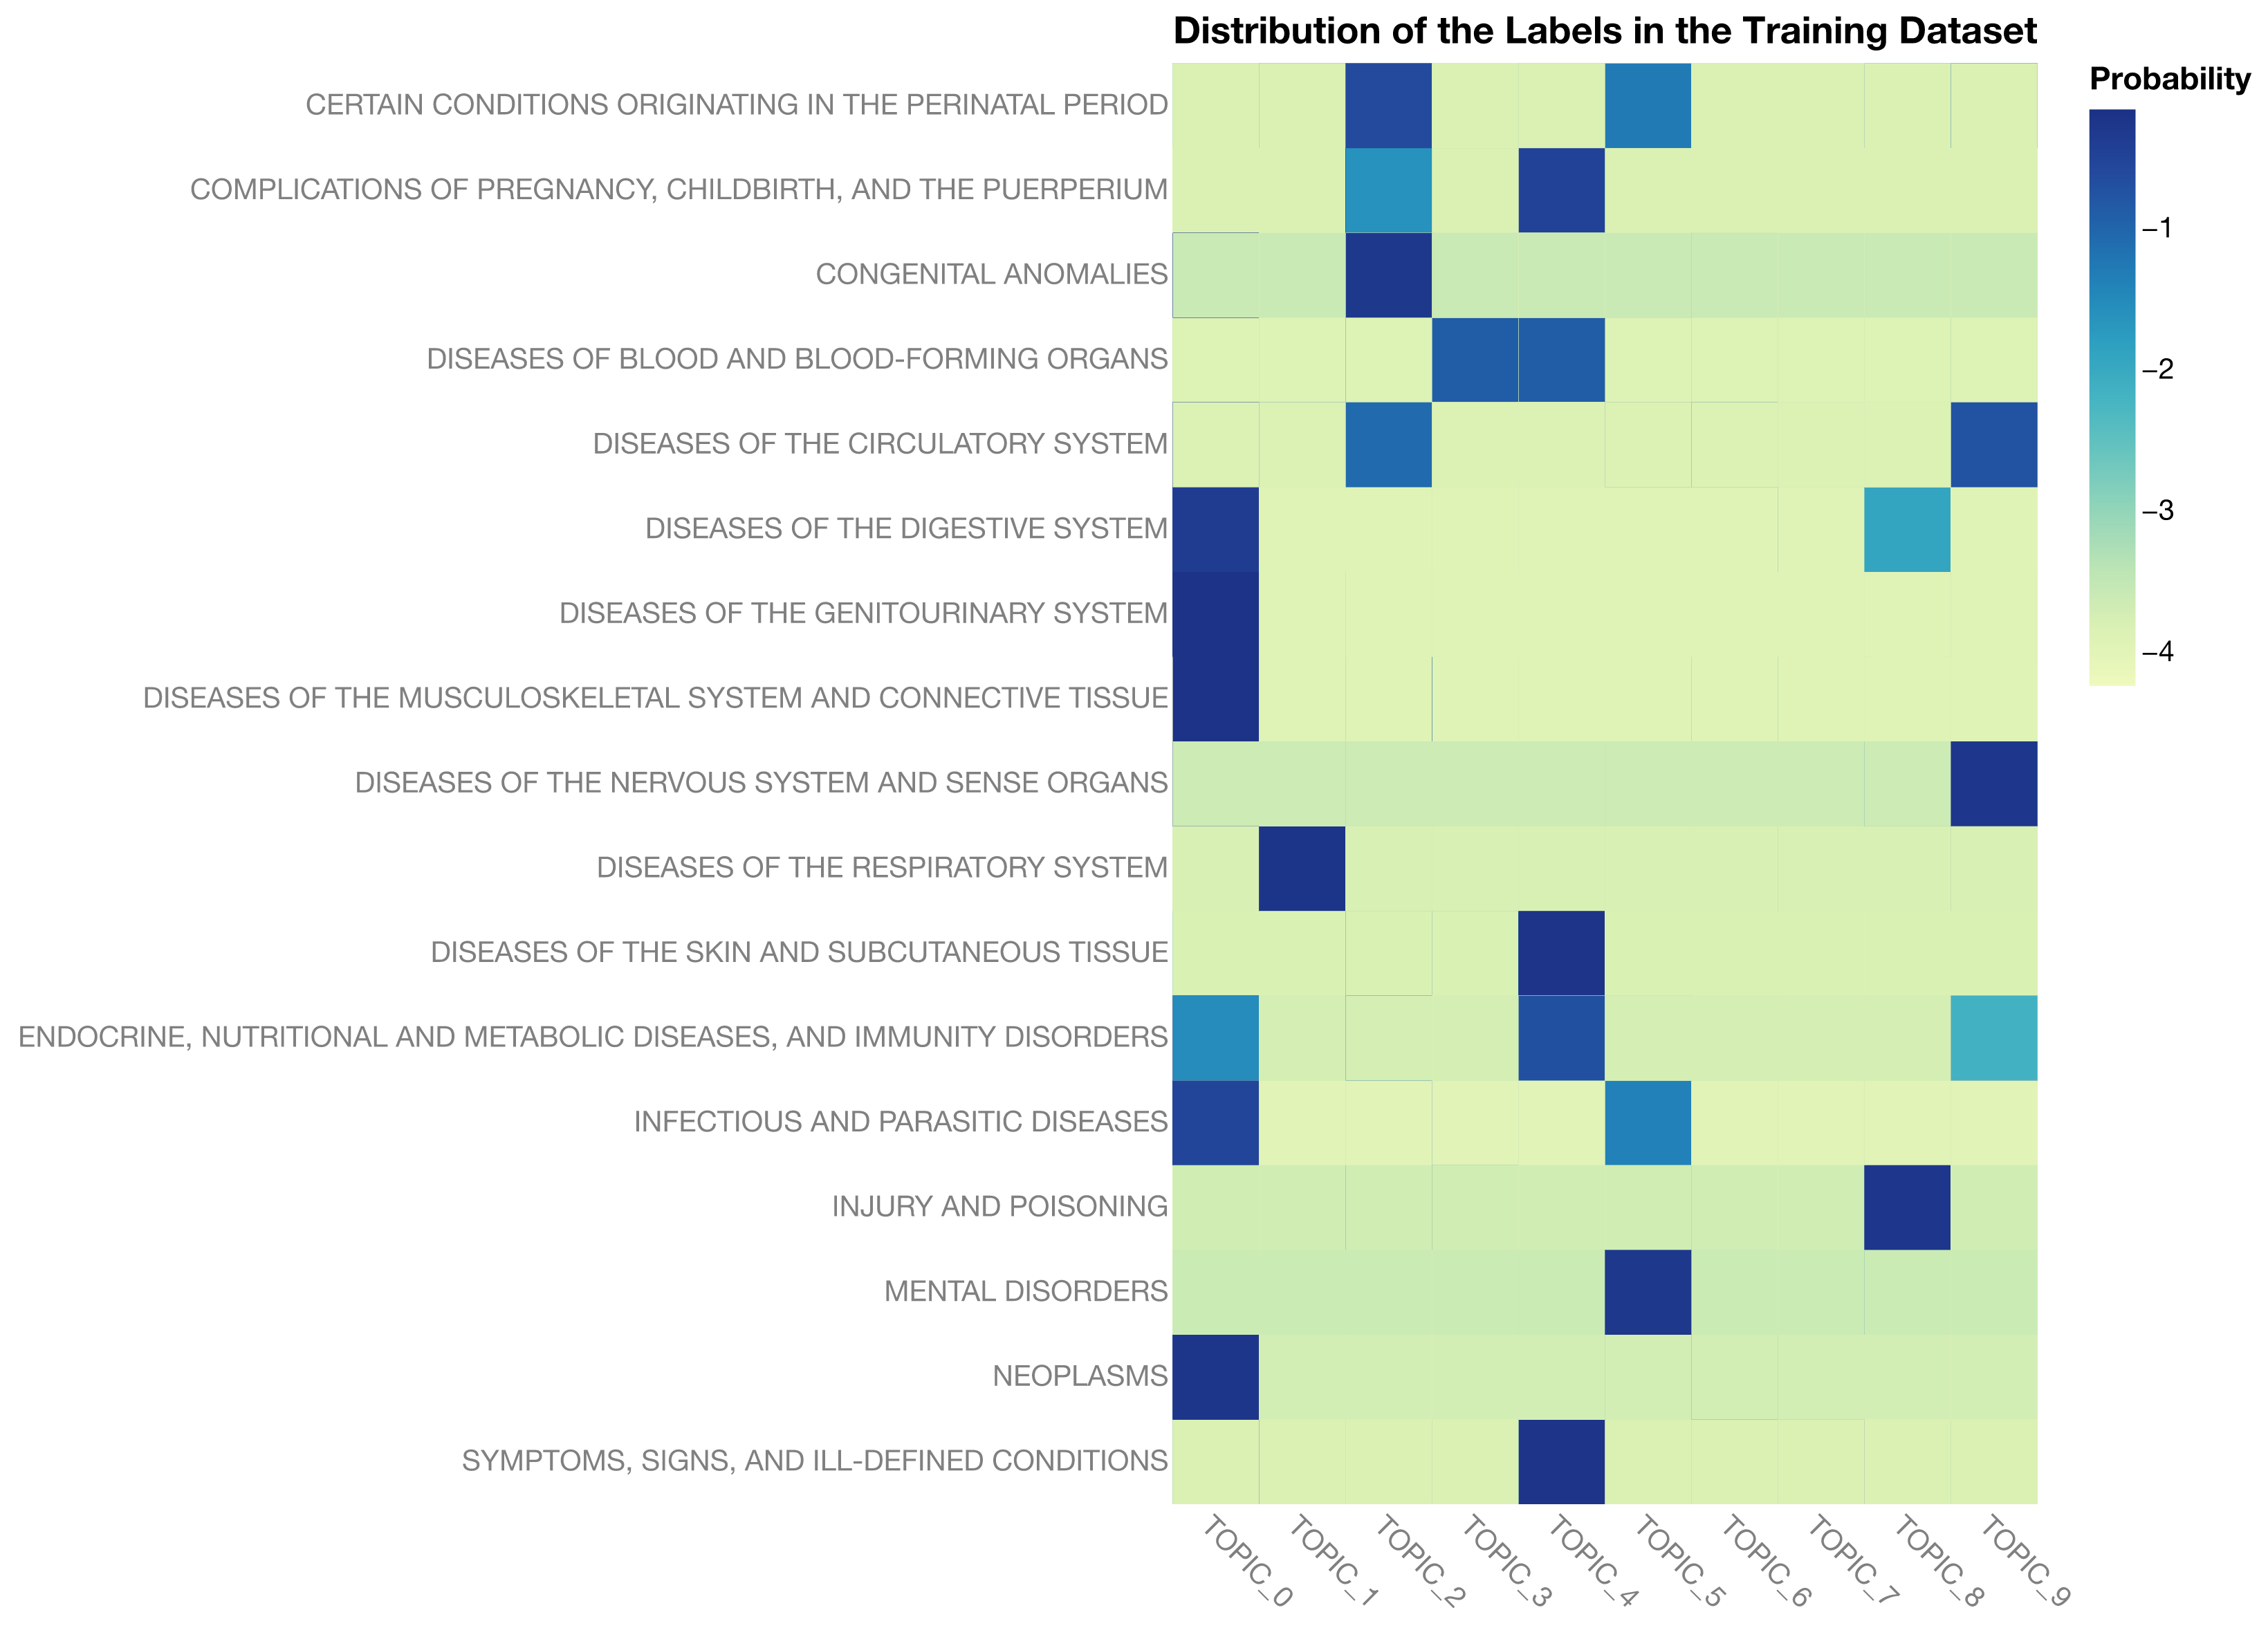 Distribution of the Labels in the Training Dataset
Probability
CERTAIN CONDITIONS ORIGINATING IN THE PERINATAL PERIOD
COMPLICATIONS OF PREGNANCY, CHILDBIRTH, AND THE PUERPERIUM
CONGENITAL ANOMALIES
DISEASES OF BLOOD AND BLOOD-FORMING ORGANS
DISEASES OF THE CIRCULATORY SYSTEM
DISEASES OF THE DIGESTIVE SYSTEM
DISEASES OF THE GENITOURINARY SYSTEM
DISEASES OF THE MUSCULOSKELETAL SYSTEM AND CONNECTIVE TISSUE
DISEASES OF THE NERVOUS SYSTEM AND SENSE ORGANS
DISEASES OF THE RESPIRATORY SYSTEM
DISEASES OF THE SKIN AND SUBCUTANEOUS TISSUE
ENDOCRINE, NUTRITIONAL AND METABOLIC DISEASES, AND IMMUNITY DISORDERS
INFECTIOUS AND PARASITIC DISEASES
INJURY AND POISONING
MENTAL DISORDERS
NEOPLASMS
SYMPTOMS, SIGNS, AND ILL-DEFINED CONDITIONS
−1
−2
−3
−4
TOPIC_0
TOPIC_1
TOPIC_2
TOPIC_3
TOPIC_4
TOPIC_5
TOPIC_6
TOPIC_7
TOPIC_8
TOPIC_9